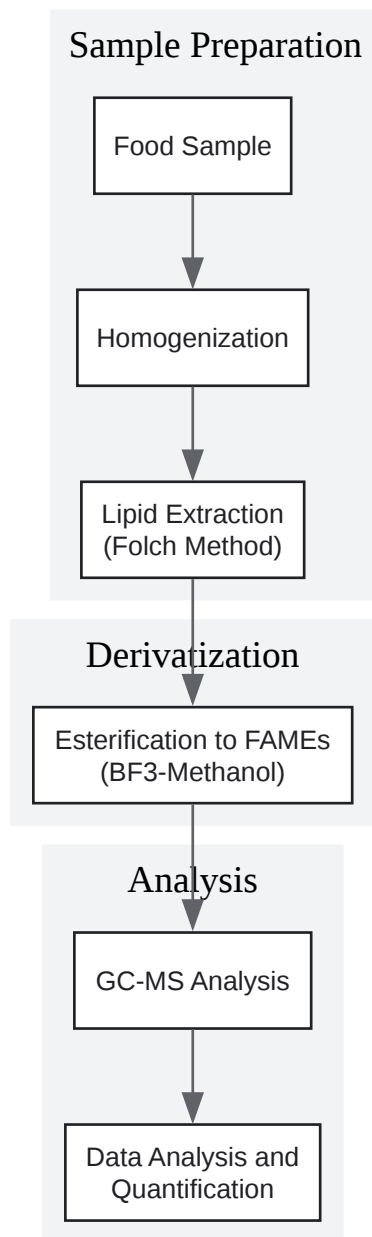 Sample Preparation
Food Sample
Homogenization
Lipid Extraction
(Folch Method)
Derivatization
Esterification to FAMEs
(BF3-Methanol)
Analysis
GC-MS Analysis
Data Analysis and
Quantification